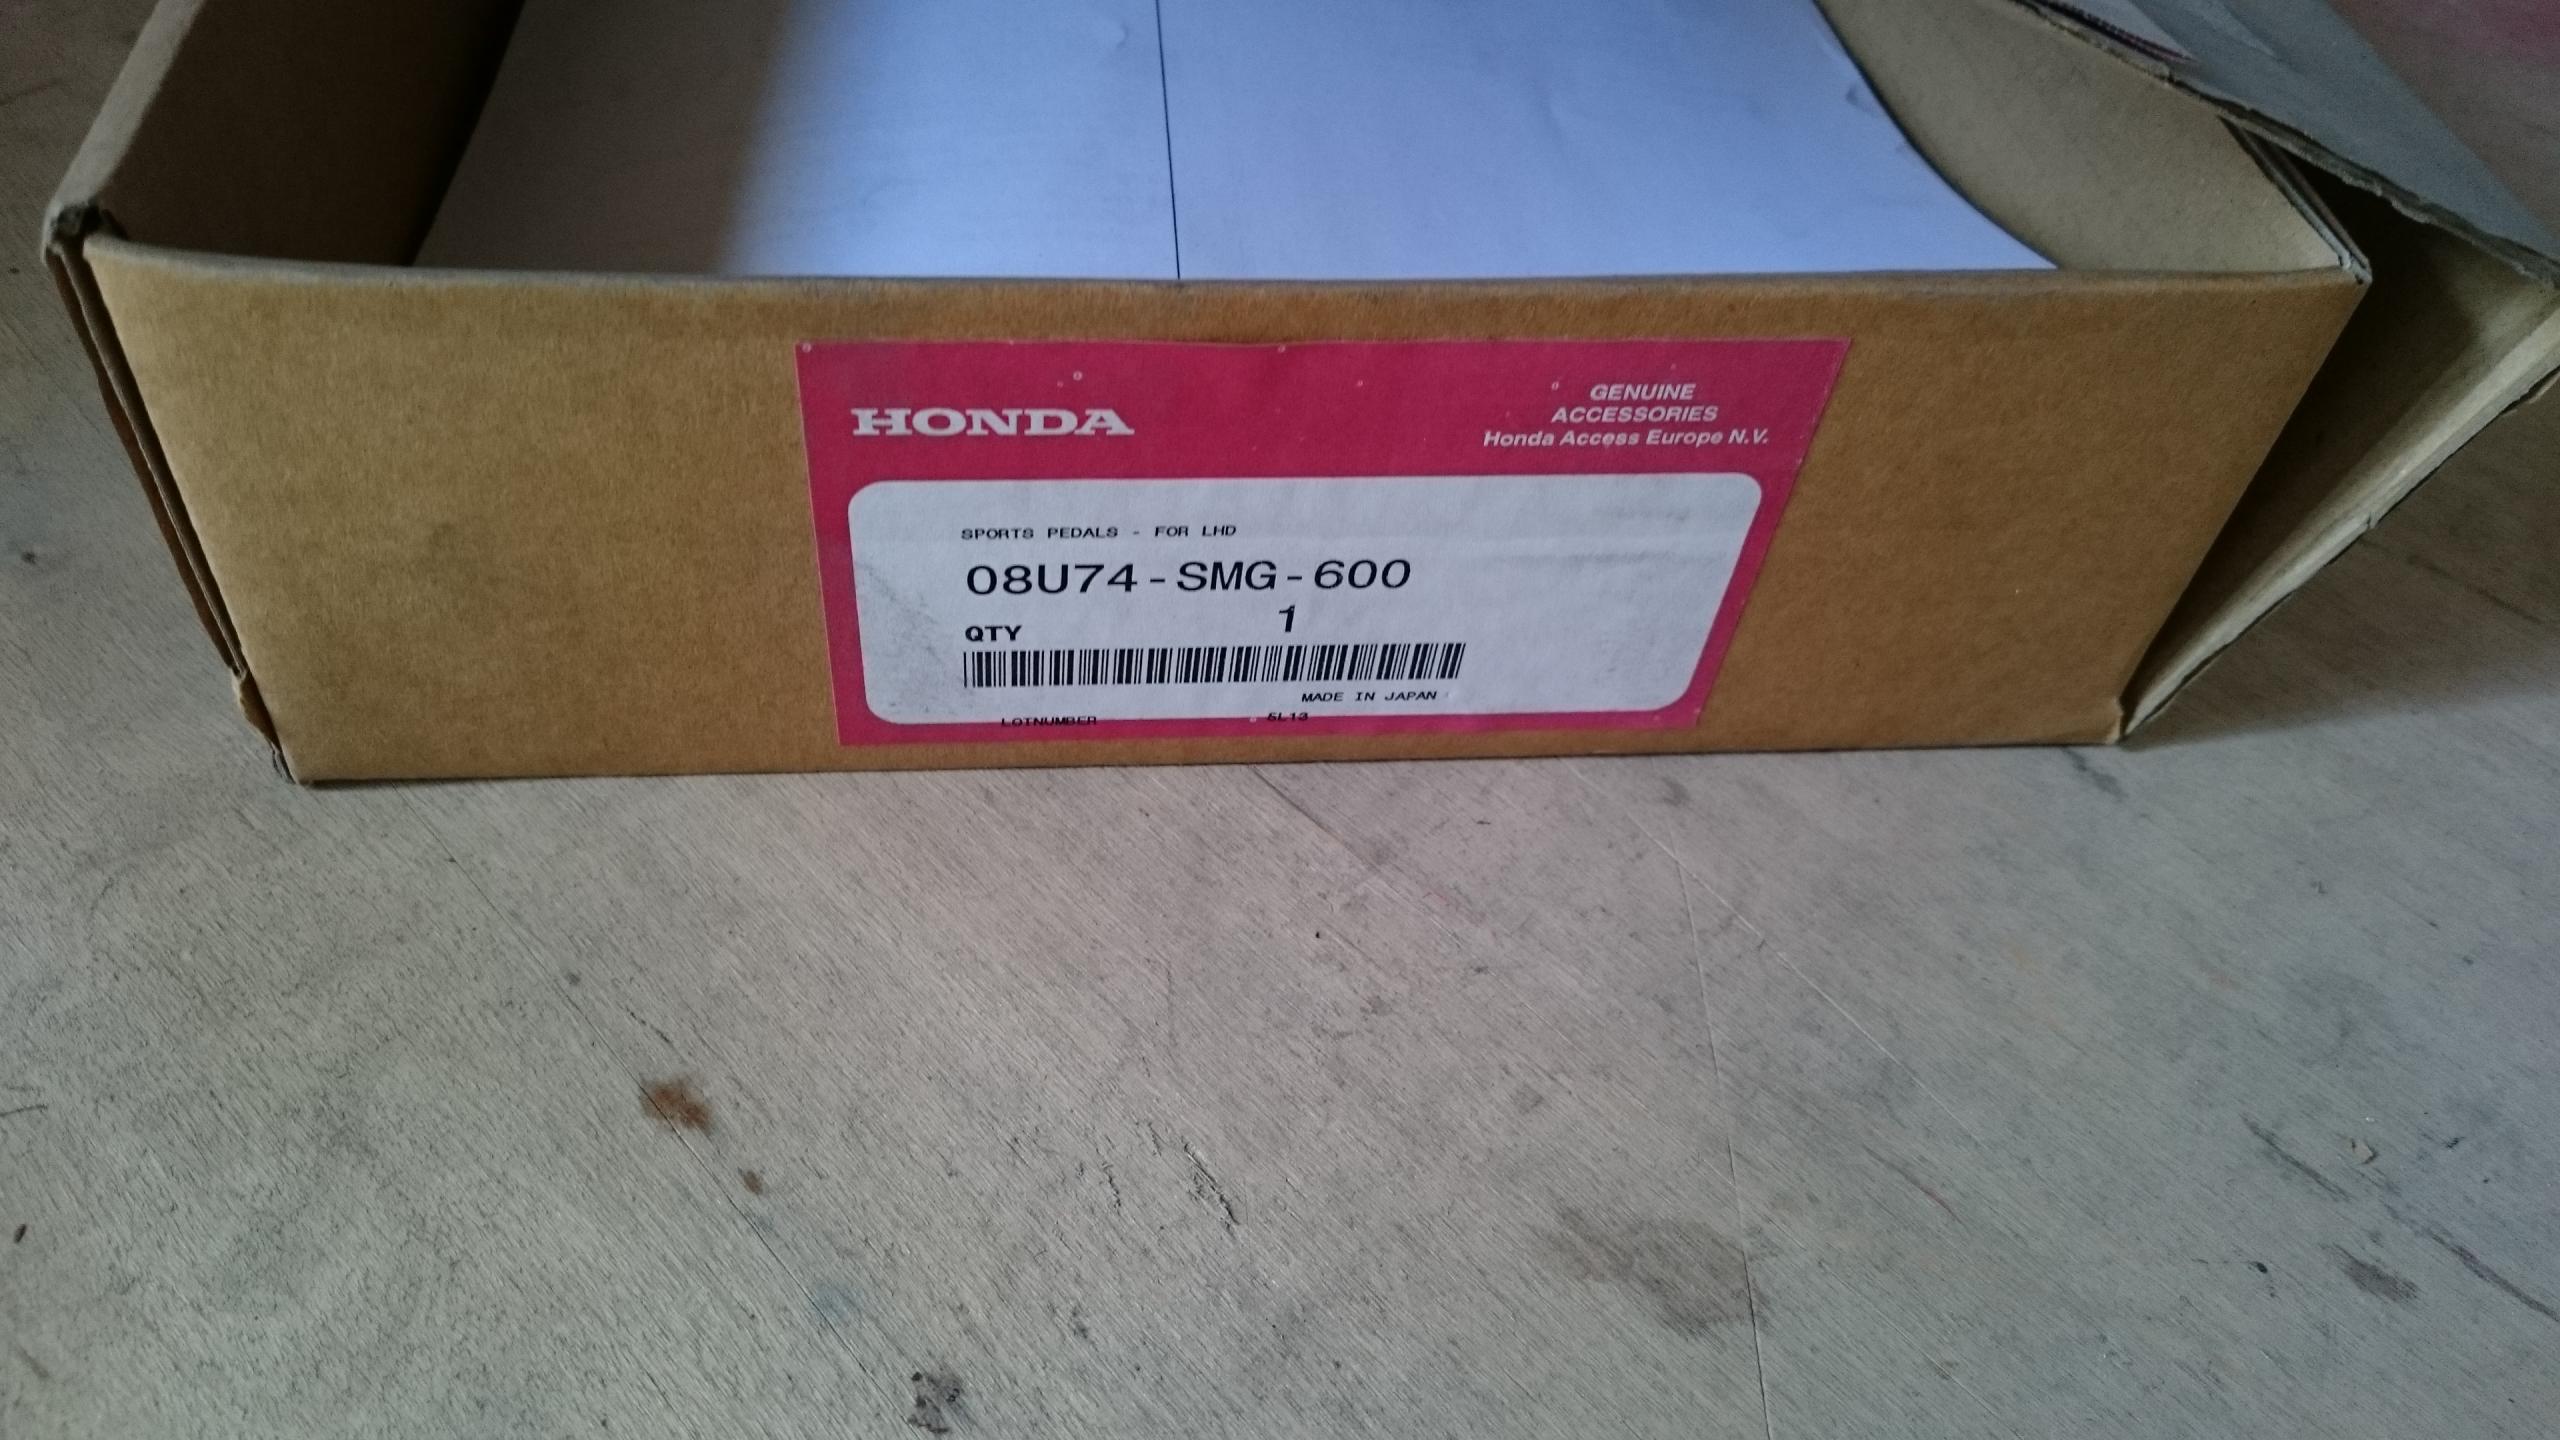 HONDA
GENUINE
ACCESSORIES
Honda Access Europe N.V.
SPORTS PEDALS - FOR LHD
08U74-SMG-600
QTY 1
MADE IN JAPAN
LOTNUMBER 5L13